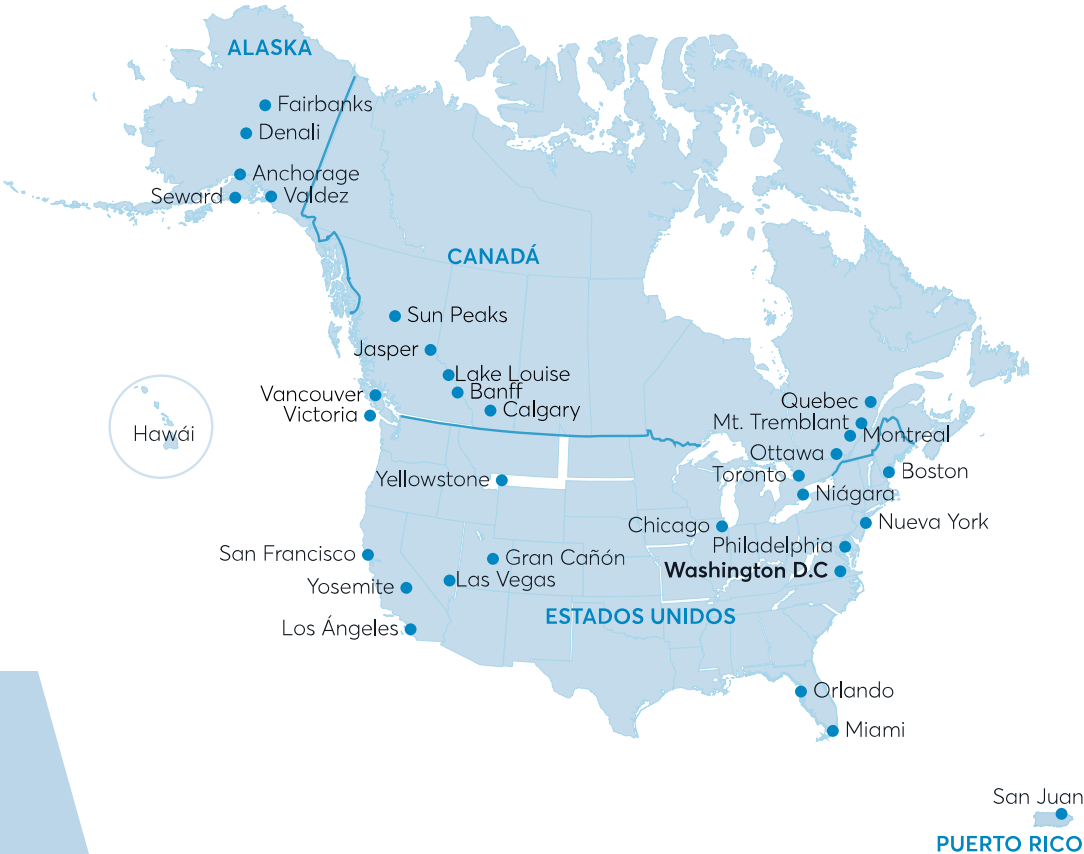 ALASKA
Fairbanks
Denali
Anchorage
Seward
Valdez
CANADÁ
Sun Peaks
Jasper
Lake Louise
Banff
Calgary
Vancouver
Victoria
Hawái
Quebec
Mt. Tremblant
Montreal
Ottawa
Toronto
Boston
Niágara
Yellowstone
Chicago
Nueva York
Philadelphia
Washington D.C
San Francisco
Gran Cañón
Las Vegas
Yosemite
Los Ángeles
ESTADOS UNIDOS
Orlando
Miami
San Juan
PUERTO RICO